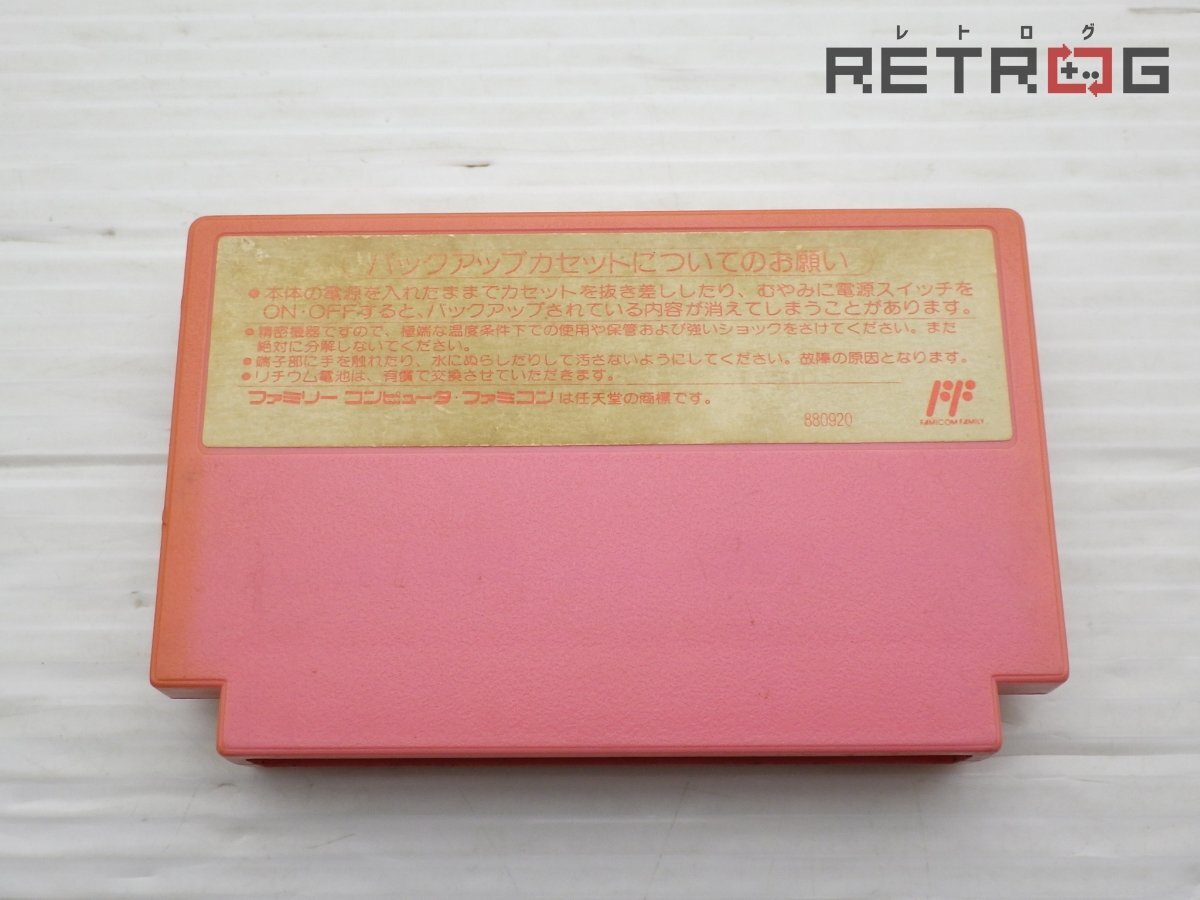 レトログ
RETROG
バックアップカセットについてのお願い
●本体の電源を入れたままでカセットを抜き差ししたり、むやみに電源スイッチを
ON・OFFすると、バックアップされている内容が消えてしまうことがあります。
●精密機器ですので、極端な温度条件下での使用や保管および強いショックをさけてください。また
絶対に分解しないでください。
●端子部に手を触れたり、水にぬらしたりして汚さないようにしてください。故障の原因となります。
●リチウム電池は、有償で交換させていただきます。
ファミリーコンピュータ・ファミコンは任天堂の商標です。
880920
FAMICOM FAMILY